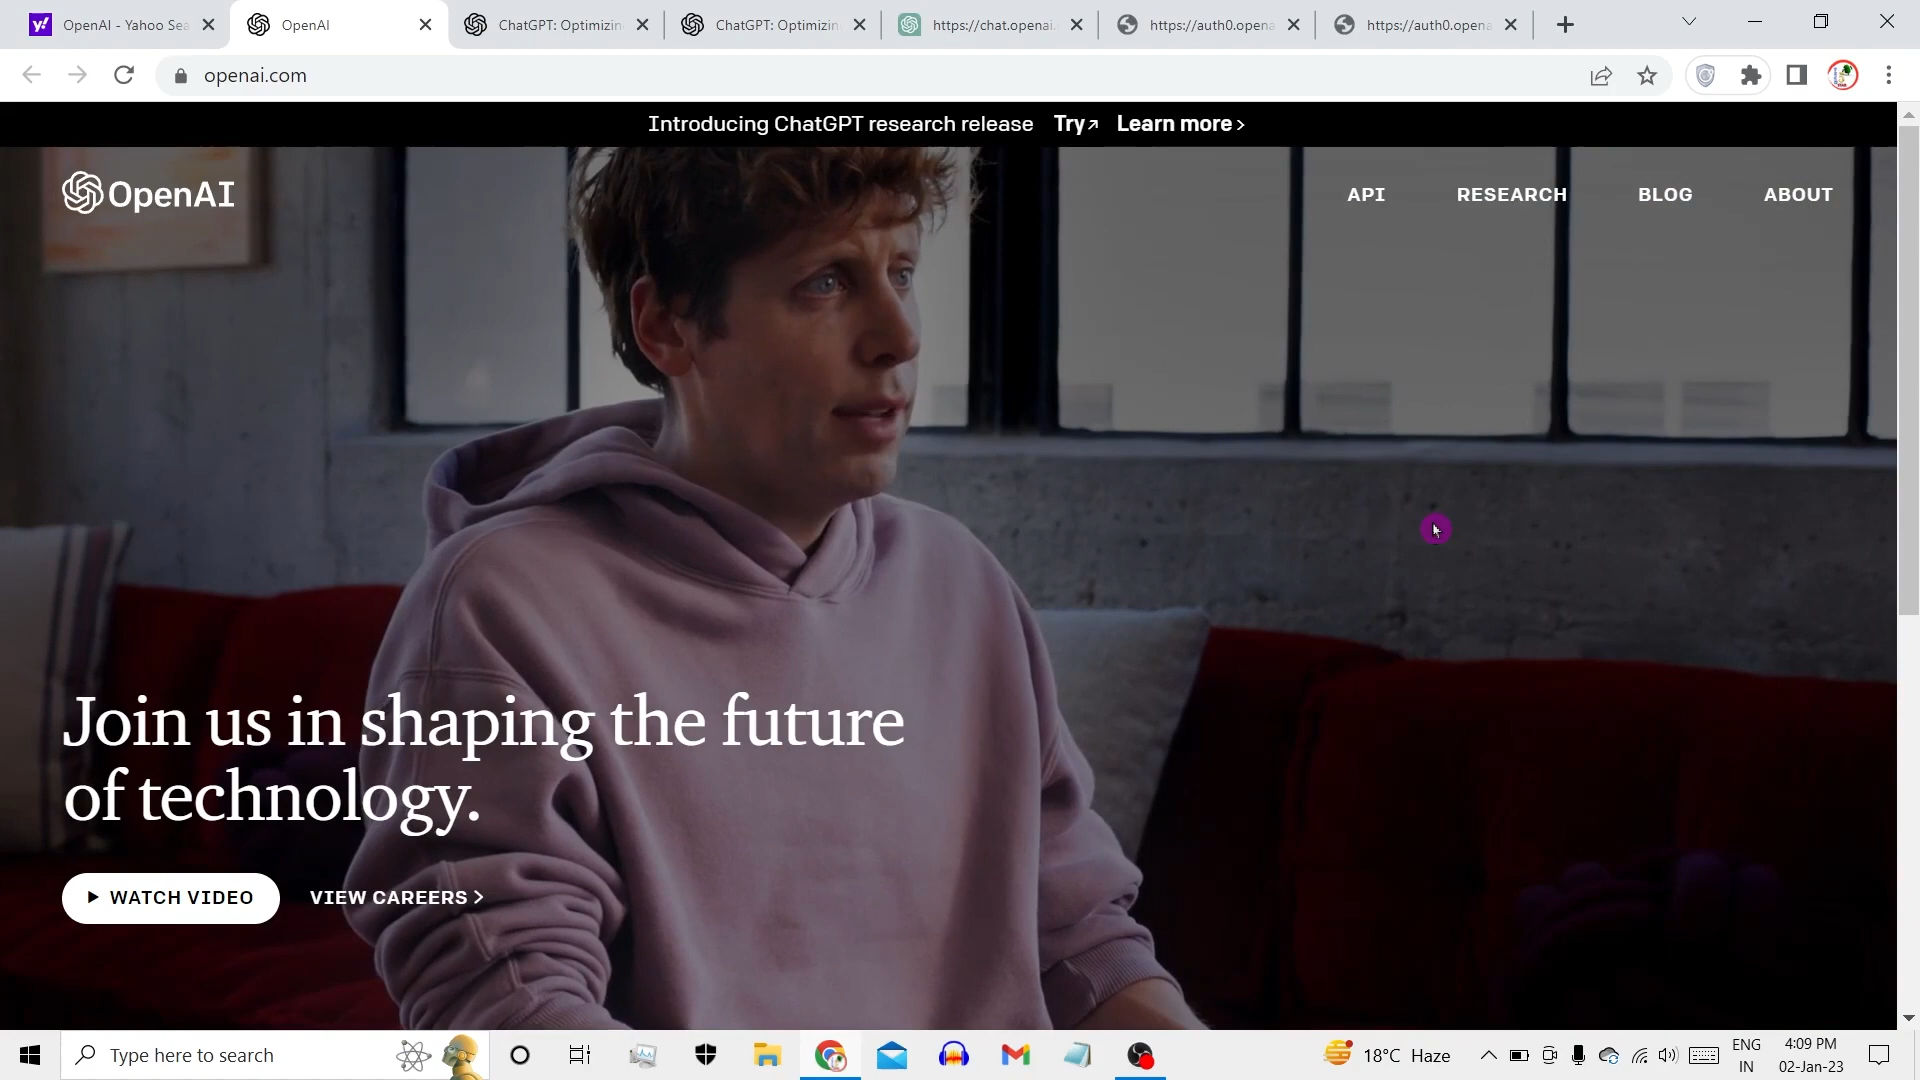 OpenAI - Yahoo Sea
OpenAI
ChatGPT: Optimizin
ChatGPT: Optimizin
https://chat.openai.
https://auth0.opena
https://auth0.opena
openai.com
Introducing ChatGPT research release Try↗ Learn more >
OpenAI
API
RESEARCH
BLOG
ABOUT
Join us in shaping the future
of technology.
WATCH VIDEO
VIEW CAREERS >
Type here to search
18°C Haze
ENG
IN
4:09 PM
02-Jan-23